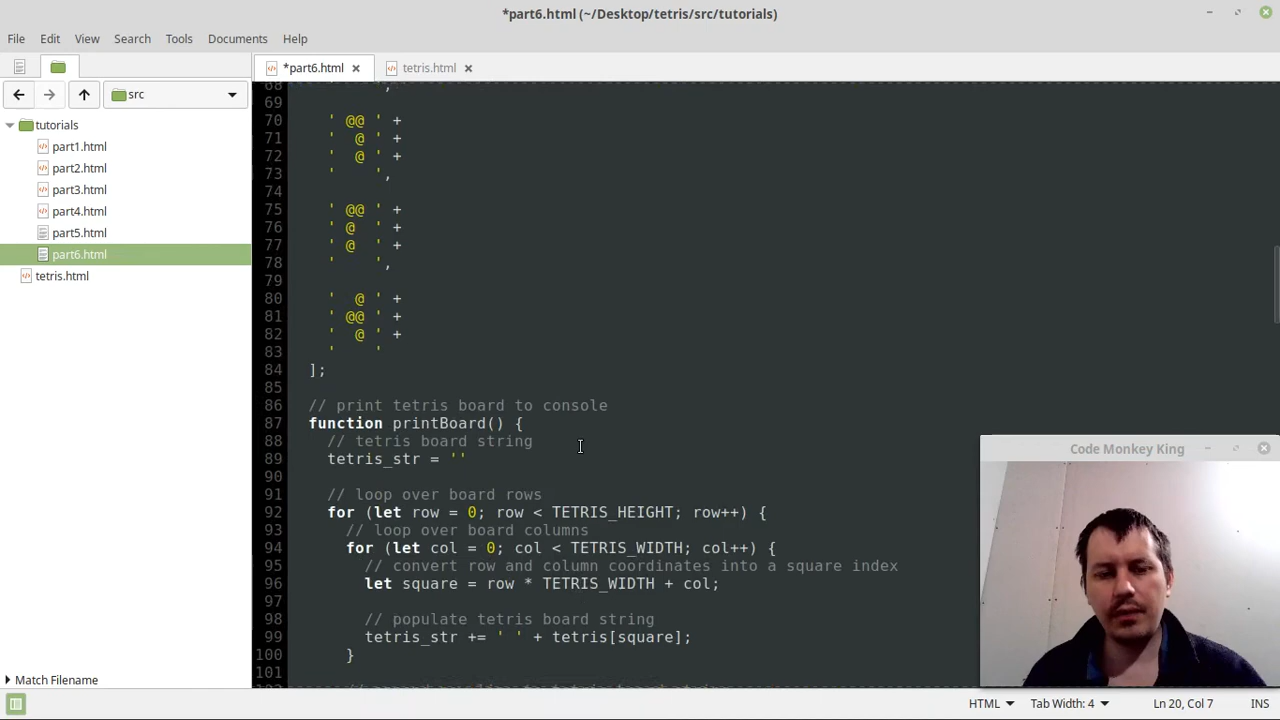 *part6.html (~/Desktop/tetris/src/tutorials)
File Edit View Search Tools Documents Help
*part6.html tetris.html
src
tutorials
part1.html
part2.html
part3.html
part4.html
part5.html
part6.html
tetris.html
Match Filename
68 ',
69
70 ' @@ ' +
71 '  @ ' +
72 '  @ ' +
73 '    ',
74
75 ' @@ ' +
76 ' @  ' +
77 ' @  ' +
78 '    ',
79
80 '  @ ' +
81 ' @@ ' +
82 '  @ ' +
83 '    '
84 ];
85
86 // print tetris board to console
87 function printBoard() {
88 // tetris board string
89 tetris_str = ''
90
91 // loop over board rows
92 for (let row = 0; row < TETRIS_HEIGHT; row++) {
93 // loop over board columns
94 for (let col = 0; col < TETRIS_WIDTH; col++) {
95 // convert row and column coordinates into a square index
96 let square = row * TETRIS_WIDTH + col;
97
98 // populate tetris board string
99 tetris_str += ' ' + tetris[square];
100 }
101
Code Monkey King
HTML Tab Width: 4 Ln 20, Col 7 INS